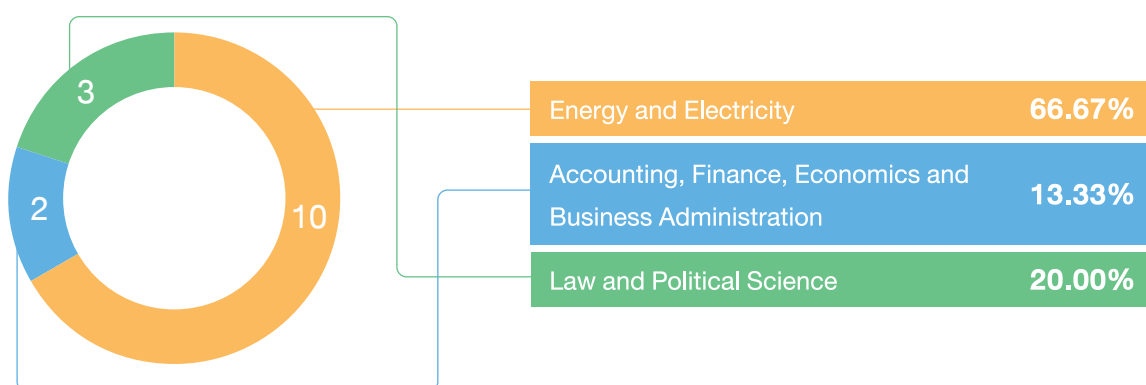 3
2
10
Energy and Electricity 66.67%
Accounting, Finance, Economics and
Business Administration 13.33%
Law and Political Science 20.00%